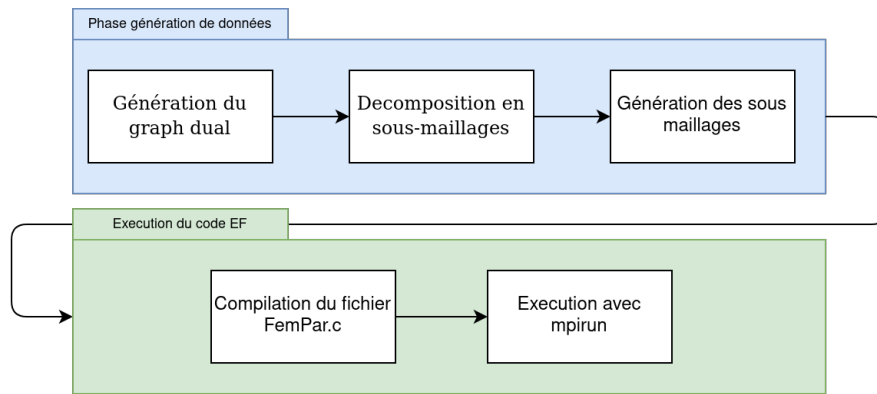 Phase génération de données
Génération du
graph dual
Decomposition en
sous-maillages
Génération des sous
maillages
Execution du code EF
Compilation du fichier
FemPar.c
Execution avec
mpirun